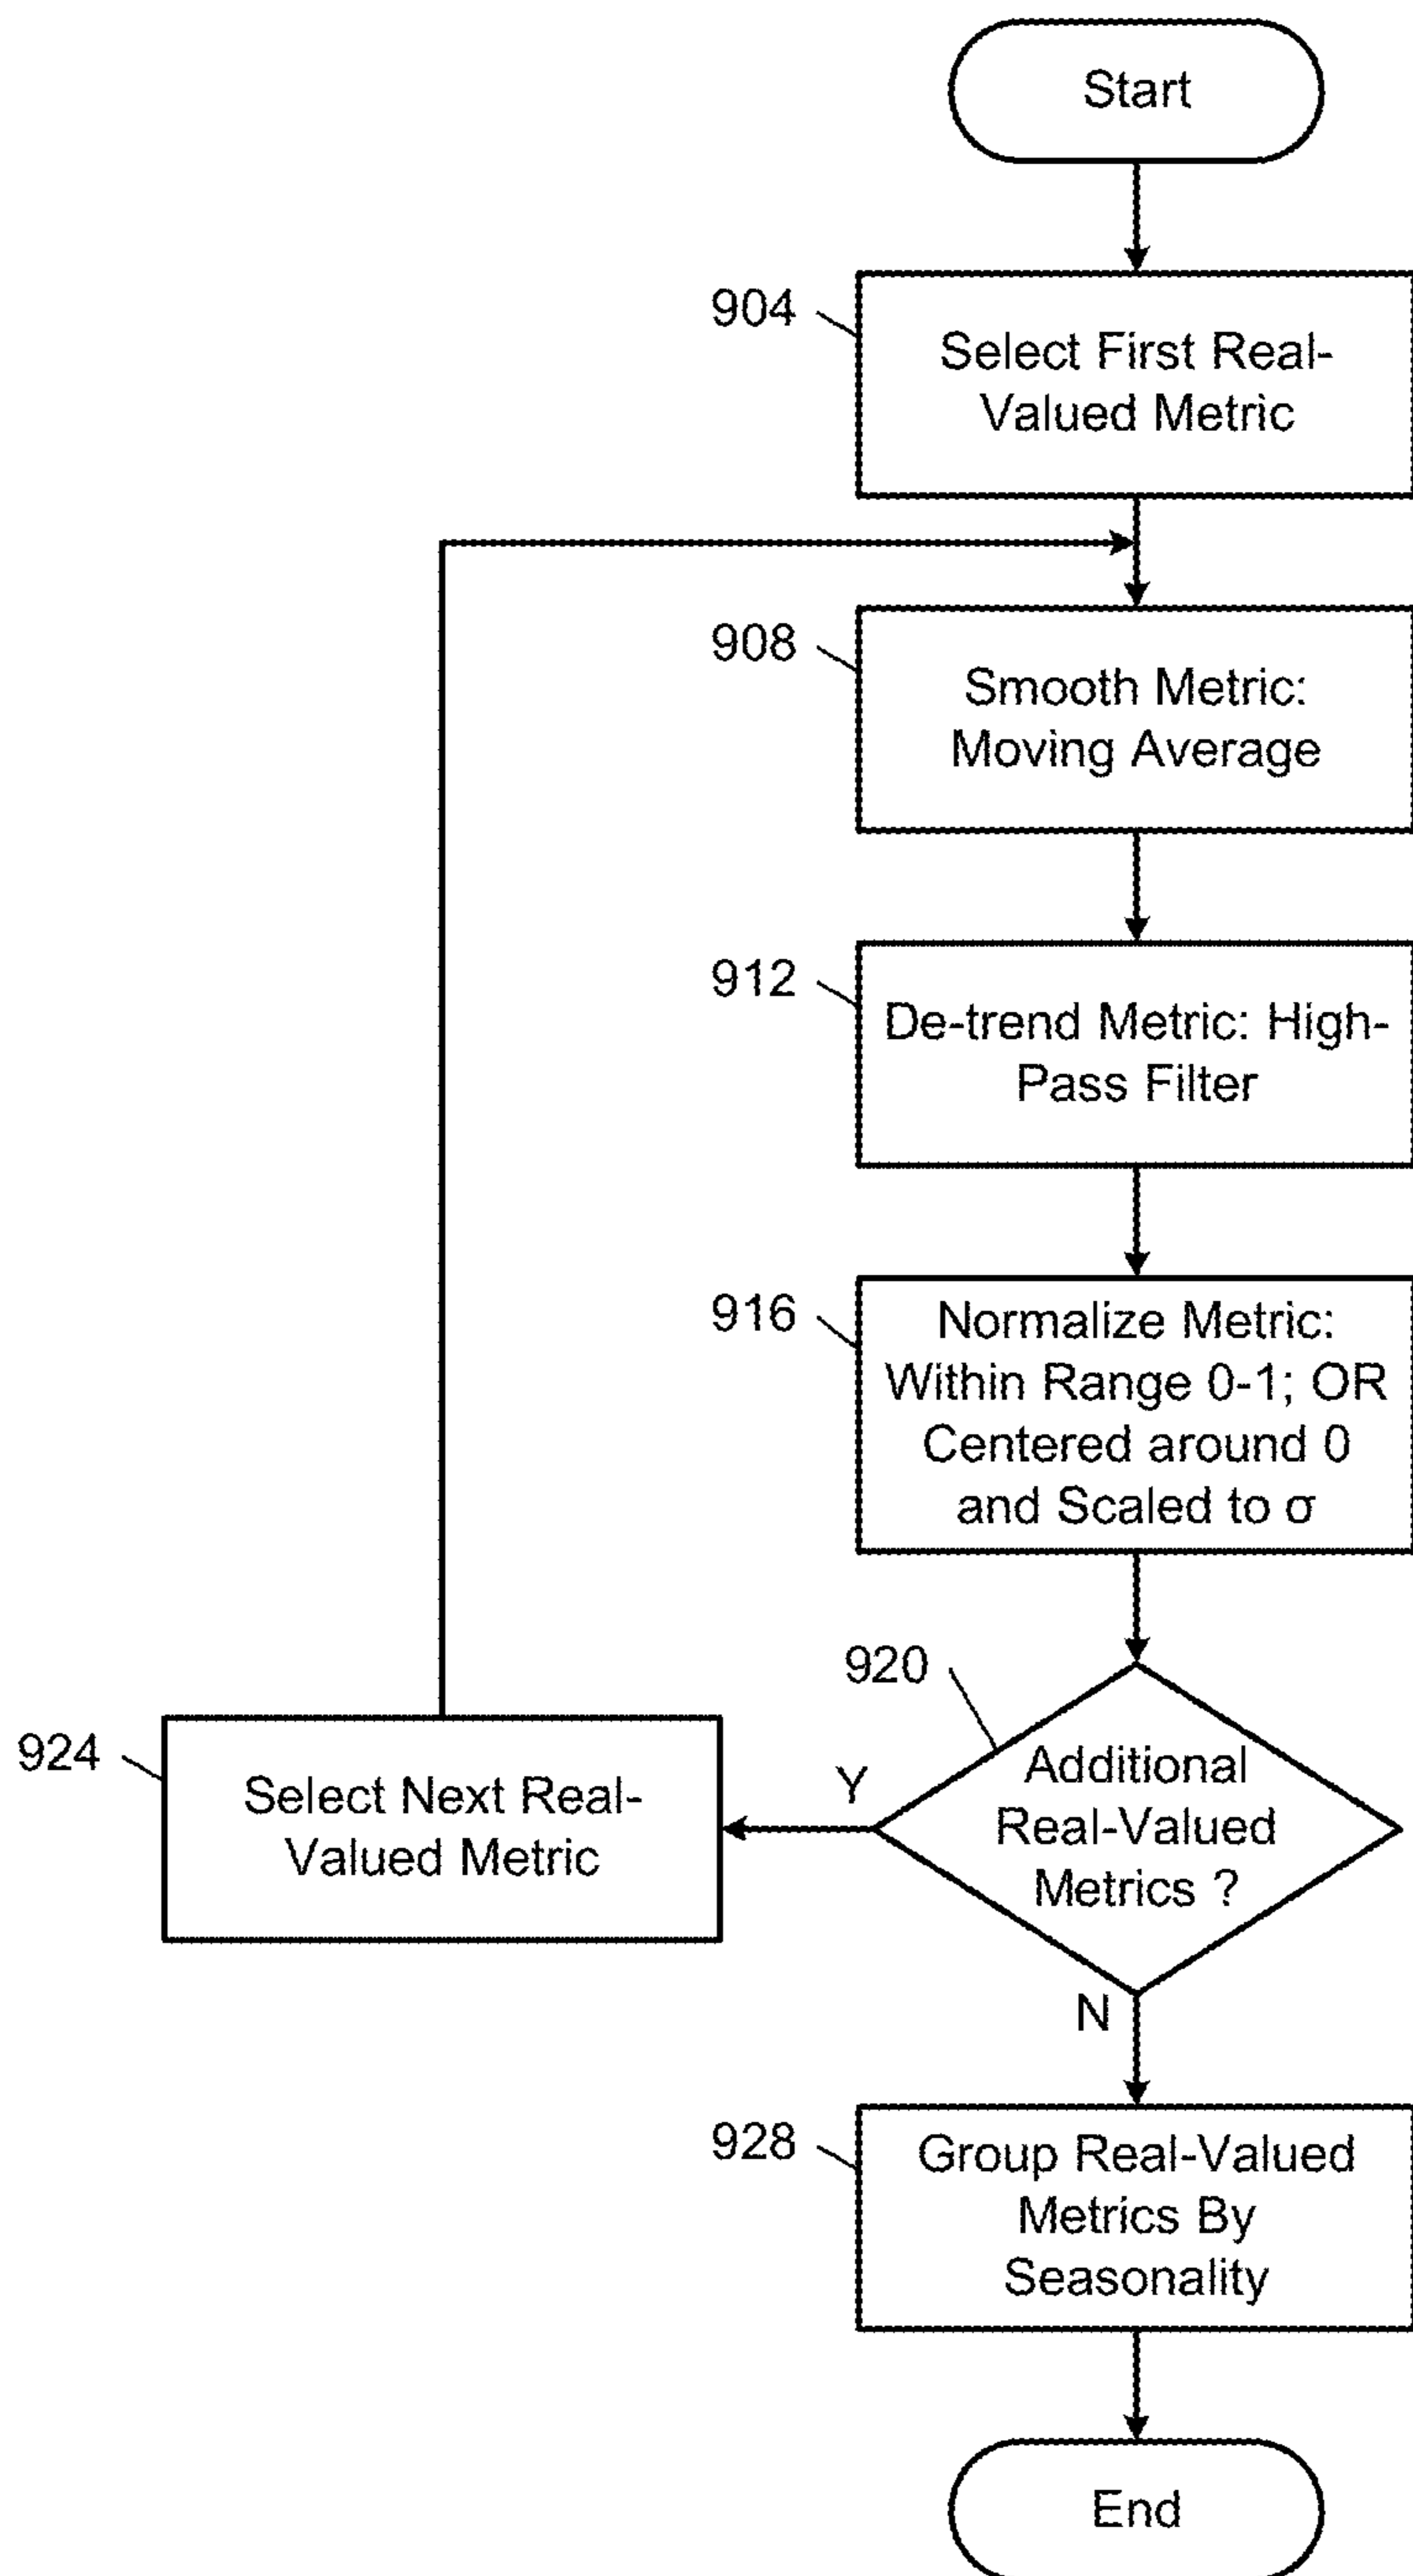 Start
904
Select First Real-
Valued Metric
908
Smooth Metric:
Moving Average
912
De-trend Metric: High-
Pass Filter
916
Normalize Metric:
Within Range 0-1; OR
Centered around 0
and Scaled to σ
920
Additional
Real-Valued
Metrics ?
Y
924
Select Next Real-
Valued Metric
N
928
Group Real-Valued
Metrics By
Seasonality
End